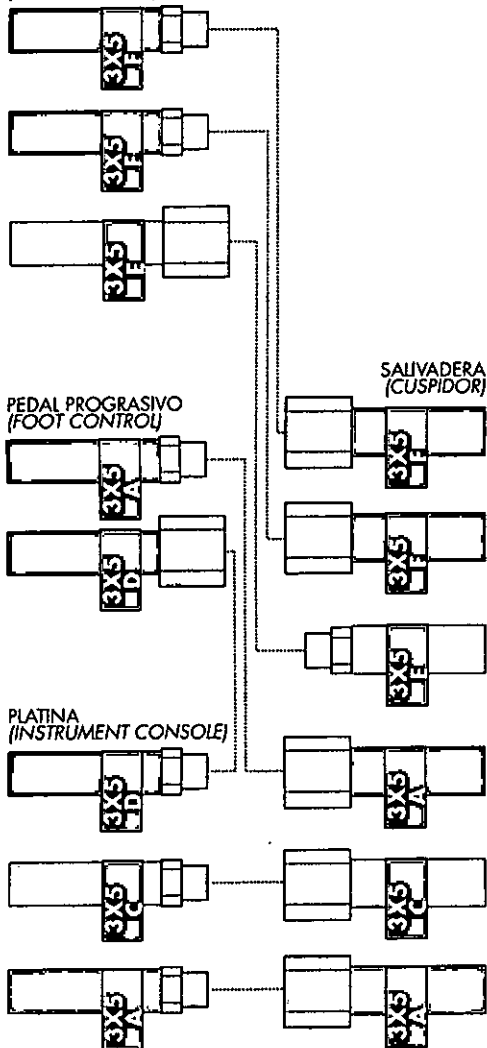 3X5 F
3X5 F
3X5 E
PEDAL PROGRASIVO
(FOOT CONTROL)
3X5 A
3X5 D
PLATINA
(INSTRUMENT CONSOLE)
3X5 D
3X5 C
3X5 A
SALIVADERA
(CUSPIDOR)
3X5 F
3X5 F
3X5 E
3X5 A
3X5 C
3X5 A